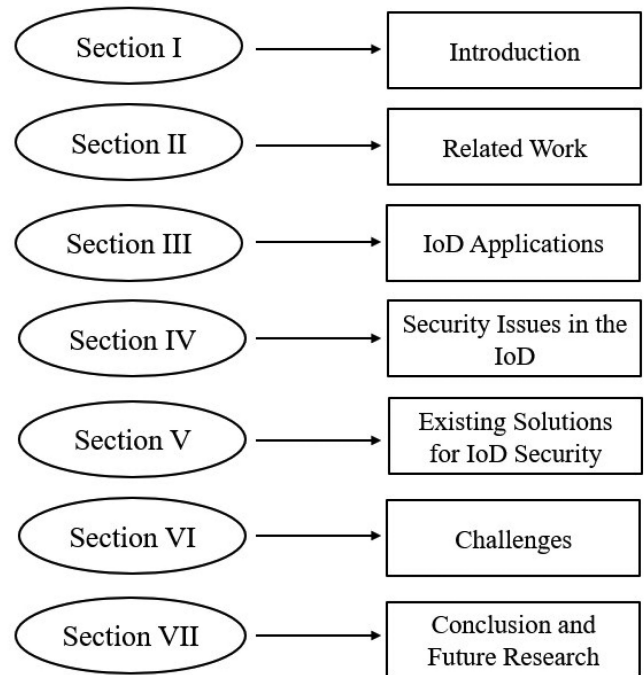 Section I
Introduction
Section II
Related Work
Section III
IoD Applications
Section IV
Security Issues in the
IoD
Section V
Existing Solutions
for IoD Security
Section VI
Challenges
Section VII
Conclusion and
Future Research